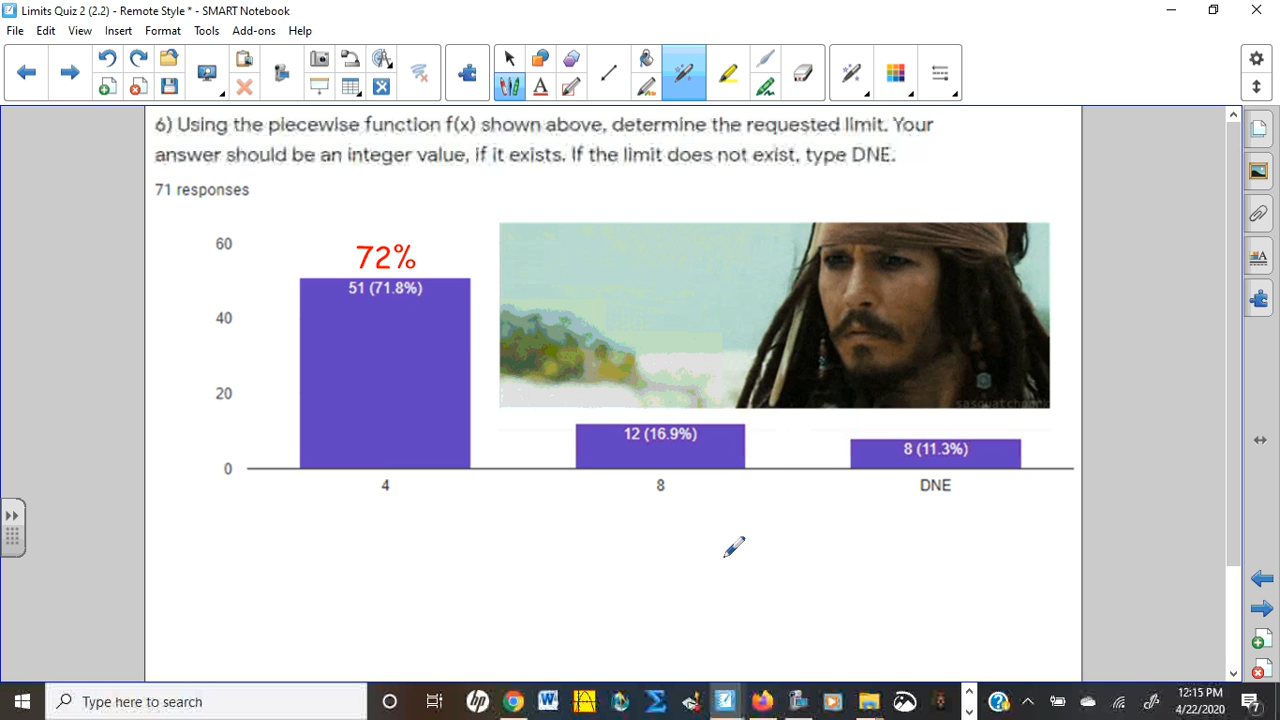 Limits Quiz 2 (2.2) - Remote Style * - SMART Notebook
File Edit View Insert Format Tools Add-ons Help
6) Using the piecewise function f(x) shown above, determine the requested limit. Your
answer should be an integer value, if it exists. If the limit does not exist, type DNE.
71 responses
60
72%
51 (71.8%)
40
20
12 (16.9%)
8 (11.3%)
0
4 8 DNE
Type here to search
12:15 PM
4/22/2020